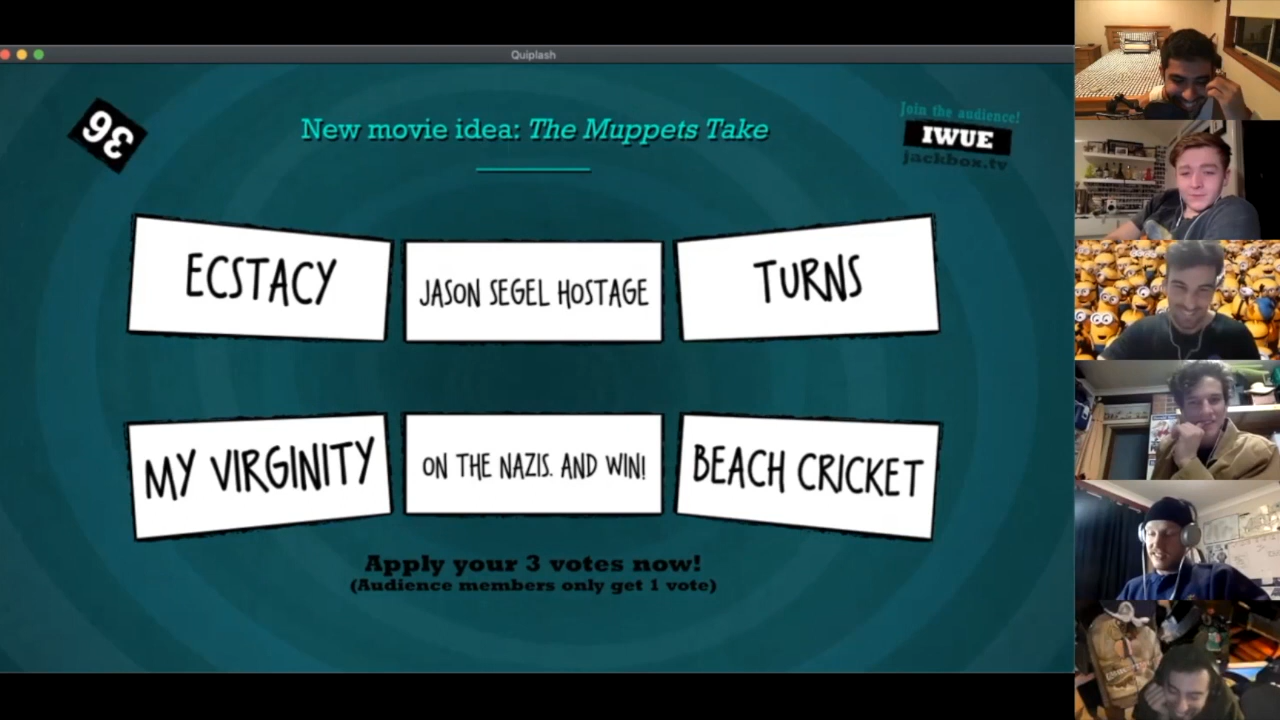 Quiplash
36
New movie idea: The Muppets Take
Join the audience!
IWUE
jackbox.tv
ECSTACY
JASON SEGEL HOSTAGE
TURNS
MY VIRGINITY
ON THE NAZIS. AND WIN!
BEACH CRICKET
Apply your 3 votes now!
(Audience members only get 1 vote)